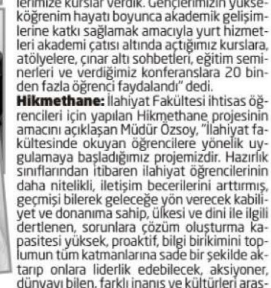 lerimize kurslar verdik. Gençlerimizin yükse-
köğrenim hayatı boyunca akademik gelişim-
lerine katkı sağlamak amacıyla yurt hizmet-
leri akademi çatısı altında açtığımız kurslara,
atölyelere, çınar altı sohbetleri, eğitim semi-
nerleri ve verdiğimiz konferanslara 20 bin-
den fazla öğrenci faydalandı" dedi.
Hikmethane: İlahiyat Fakültesi ihtisas öğ-
rencileri için yapılan Hikmethane projesinin
amacını açıklaşan Müdür Özsoy, "İlahiyat fa-
kültesinde okuyan öğrencilere yönelik uy-
gulamaya başladığımız projemizdir. Hazırlık
sınıflarından itibaren ilahiyat öğrencilerinin
daha nitelikli, iletişim becerilerini arttırmış,
geçmişi bilerek geleceğe yön verecek kabili-
yet ve donanıma sahip, ülkesi ve dini ile ilgili
dertlenen, sorunlara çözüm oluşturma ka-
pasitesi yüksek, proaktif, bilgi birikimini top-
lumun tüm katmanlarına sade bir şekilde ak-
tarıp onlara liderlik edebilecek, aksiyoner,
dünyayı bilen, farklı inanış ve kültürleri araş-